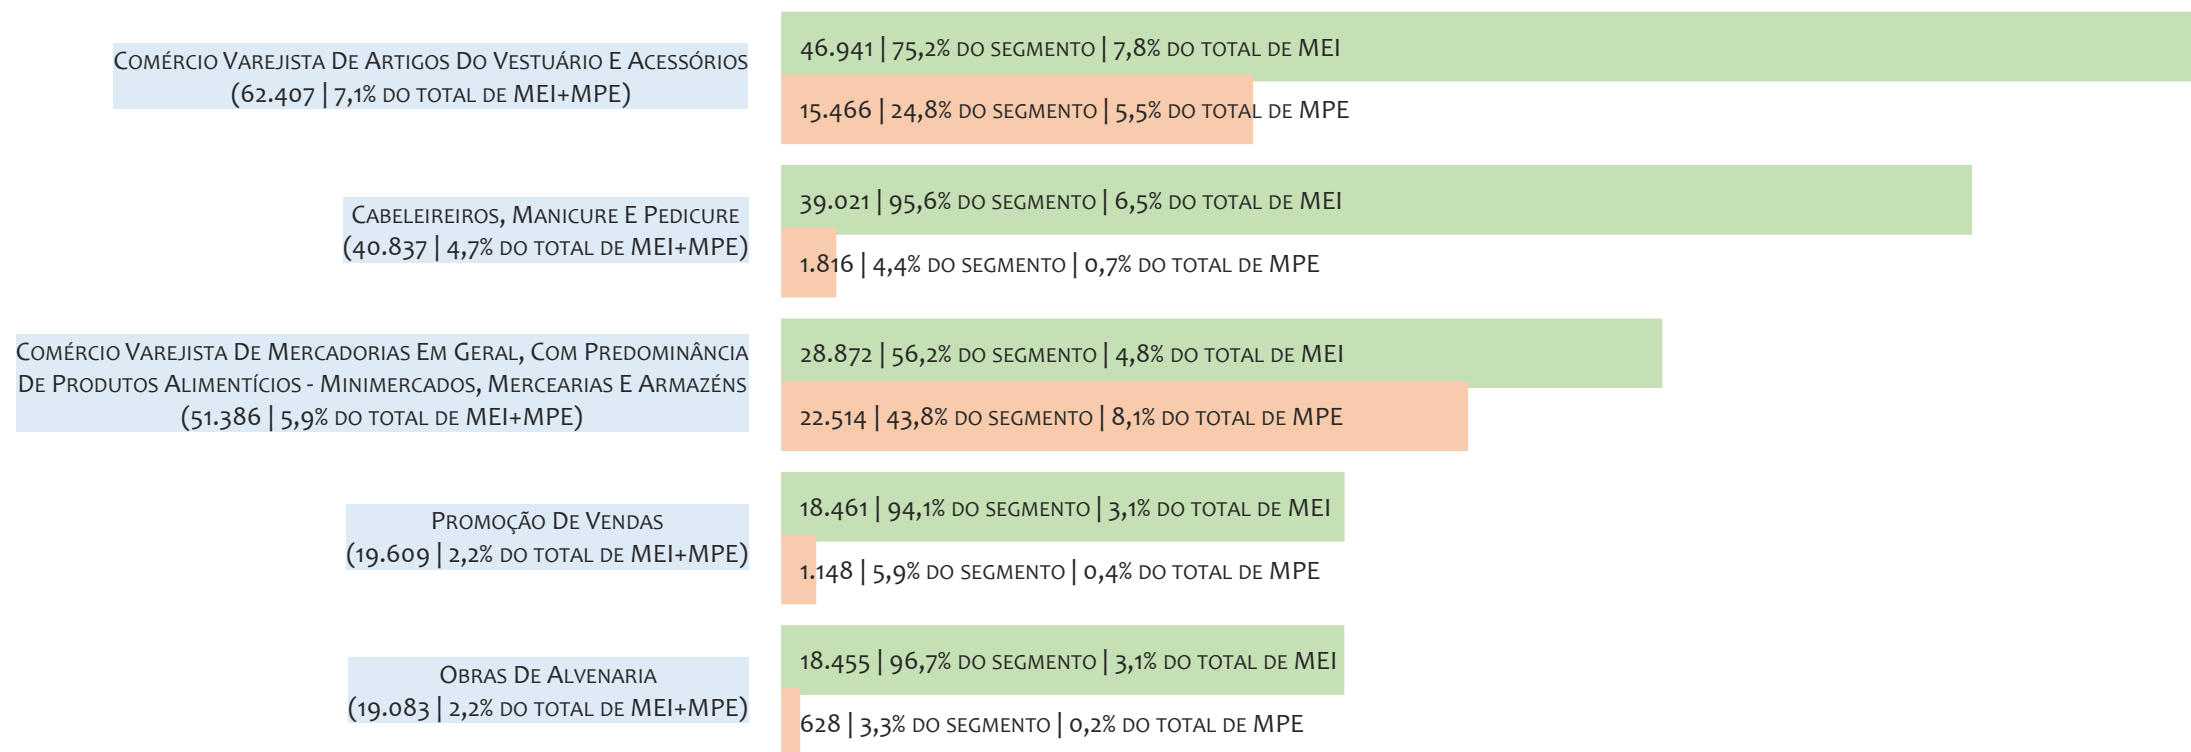 Comércio Varejista De Artigos Do Vestuário E Acessórios
(62.407 | 7,1% do total de MEI+MPE)
46.941 | 75,2% do segmento | 7,8% do total de MEI
15.466 | 24,8% do segmento | 5,5% do total de MPE
Cabeleireiros, Manicure E Pedicure
(40.837 | 4,7% do total de MEI+MPE)
39.021 | 95,6% do segmento | 6,5% do total de MEI
1.816 | 4,4% do segmento | 0,7% do total de MPE
Comércio Varejista De Mercadorias Em Geral, Com Predominância
De Produtos Alimentícios - Minimercados, Mercearias E Armazéns
(51.386 | 5,9% do total de MEI+MPE)
28.872 | 56,2% do segmento | 4,8% do total de MEI
22.514 | 43,8% do segmento | 8,1% do total de MPE
Promoção De Vendas
(19.609 | 2,2% do total de MEI+MPE)
18.461 | 94,1% do segmento | 3,1% do total de MEI
1.148 | 5,9% do segmento | 0,4% do total de MPE
Obras De Alvenaria
(19.083 | 2,2% do total de MEI+MPE)
18.455 | 96,7% do segmento | 3,1% do total de MEI
628 | 3,3% do segmento | 0,2% do total de MPE